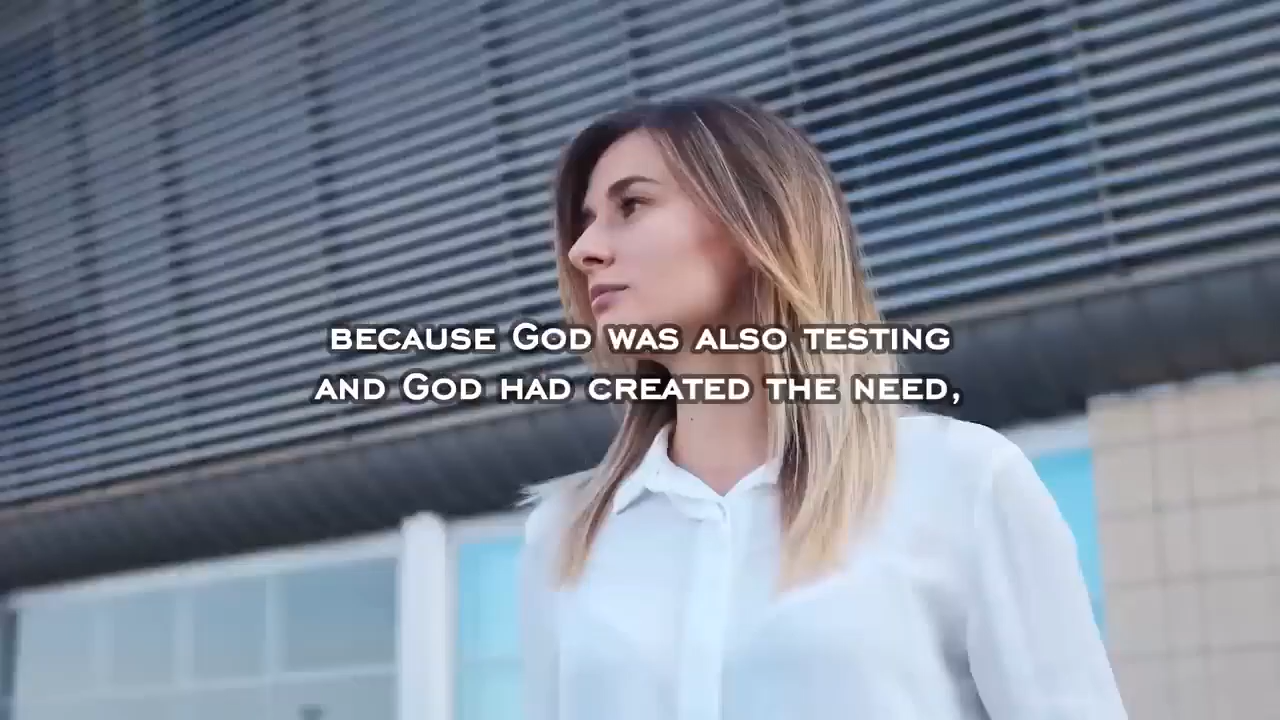 because God was also testing
and God had created the need,